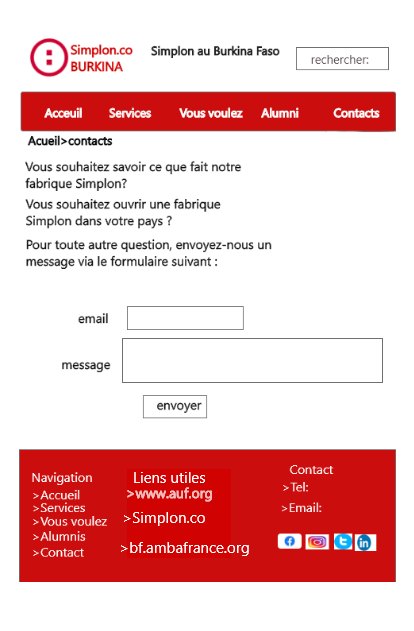 Simplon.co
BURKINA
Simplon au Burkina Faso
rechercher:
Acceuil Services Vous voulez Alumni Contacts
Acueil>contacts
Vous souhaitez savoir ce que fait notre
fabrique Simplon?
Vous souhaitez ouvrir une fabrique
Simplon dans votre pays ?
Pour toute autre question, envoyez-nous un
message via le formulaire suivant :
email
message
envoyer
Navigation
>Accueil
>Services
>Vous voulez
>Alumnis
>Contact
Liens utiles
>www.auf.org
>Simplon.co
>bf.ambafrance.org
Contact
>Tel:
>Email: